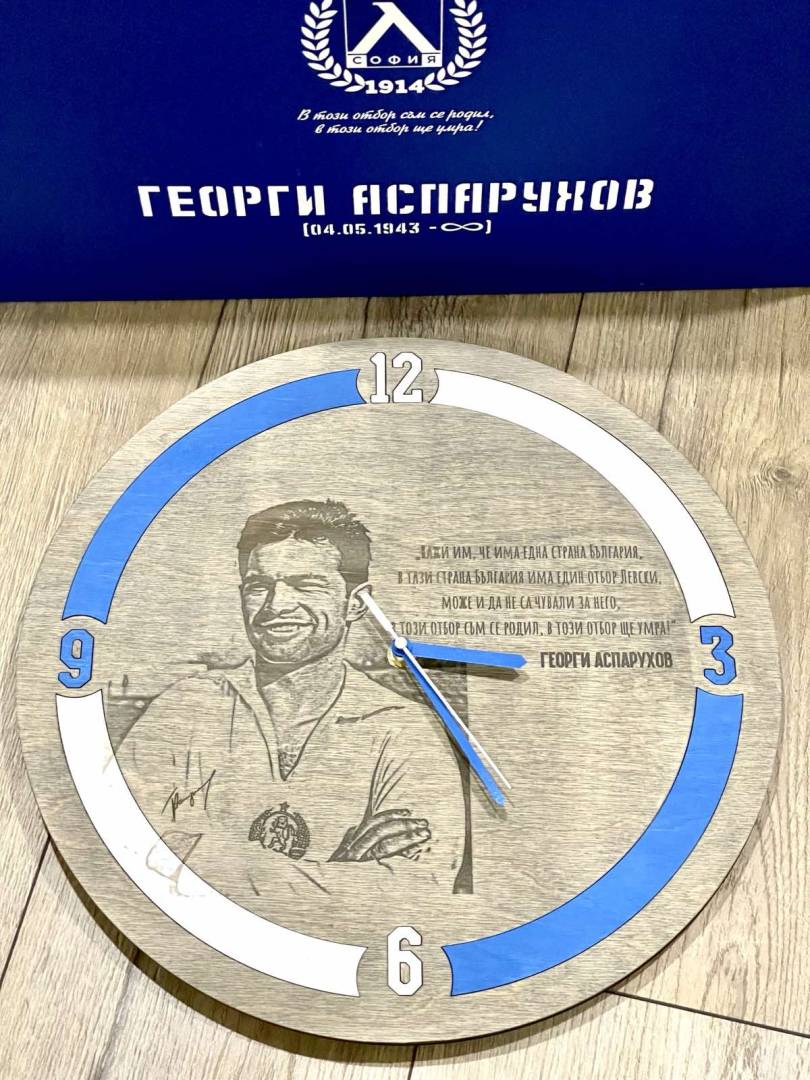 СОФИЯ
1914
В този отбор съм се родил,
в този отбор ще умра!
ГЕОРГИ АСПАРУХОВ
(04.05.1943 - ∞)
12
„КАЖИ ИМ, ЧЕ ИМА ЕДНА СТРАНА БЪЛГАРИЯ,
В ТАЗИ СТРАНА БЪЛГАРИЯ ИМА ЕДИН ОТБОР ЛЕВСКИ,
МОЖЕ И ДА НЕ СА ЧУВАЛИ ЗА НЕГО,
В ТОЗИ ОТБОР СЪМ СЕ РОДИЛ, В ТОЗИ ОТБОР ЩЕ УМРА!"
ГЕОРГИ АСПАРУХОВ
9
3
6